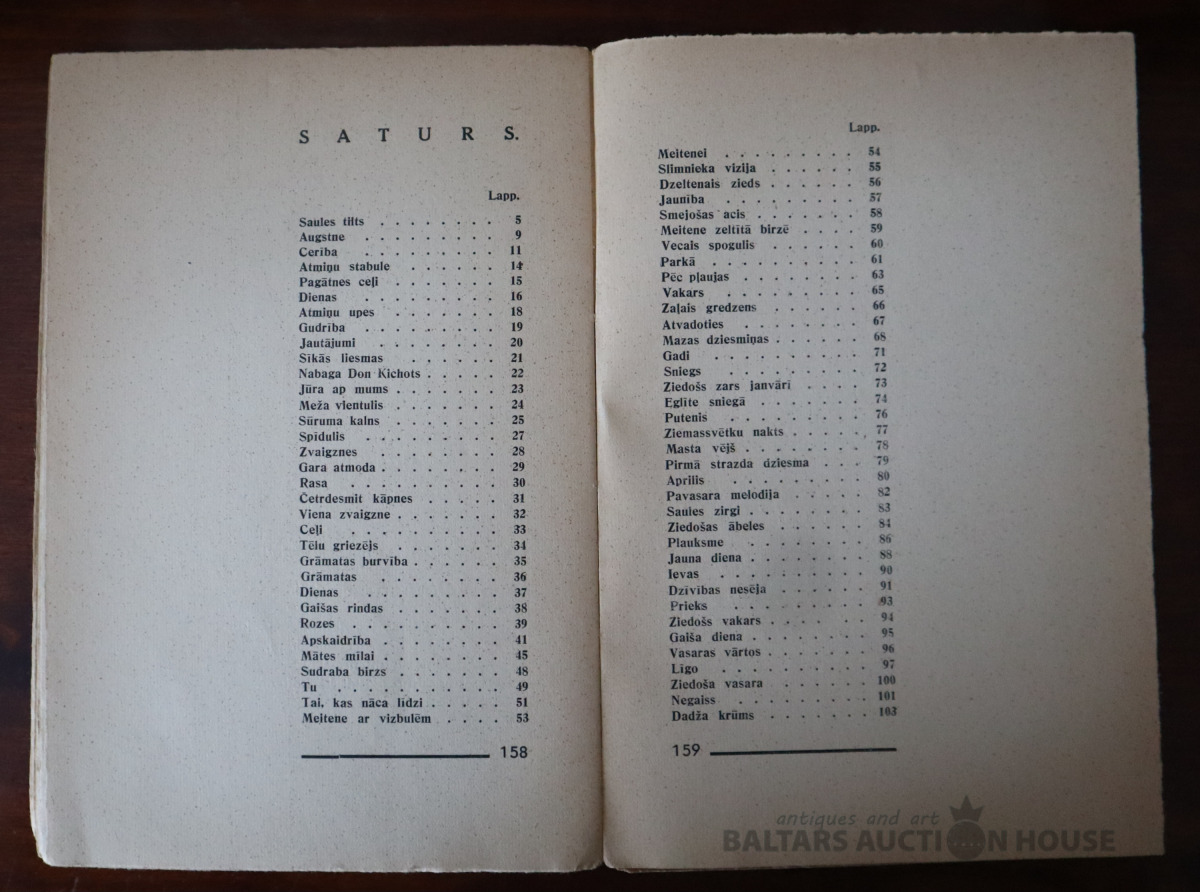 SATURS.
Lapp.
Saules tilts . . . . . . . . 5
Augstne . . . . . . . . . 9
Cerība . . . . . . . . . 11
Atmiņu stabule . . . . . . 14
Pagātnes ceļi . . . . . . . 15
Dienas . . . . . . . . . 16
Atmiņu upes . . . . . . . 18
Gudrība . . . . . . . . . 19
Jautājumi . . . . . . . . 20
Sīkās liesmas . . . . . . 21
Nabaga Don Kichots . . . . . 22
Jūra ap mums . . . . . . . 23
Meža vientulis . . . . . . . 24
Sūruma kalns . . . . . . . 25
Spīdulis . . . . . . . . . 27
Zvaigznes . . . . . . . . 28
Gara atmoda . . . . . . . . 29
Rasa . . . . . . . . . 30
Četrdesmit kāpnes . . . . . 31
Viena zvaigzne . . . . . . . 32
Ceļi . . . . . . . . . . 33
Tēlu griezējs . . . . . . . 34
Grāmatas burvība . . . . . . 35
Grāmatas . . . . . . . . 36
Dienas . . . . . . . . . 37
Gaišas rindas . . . . . . . 38
Rozes . . . . . . . . . . 39
Apskaidrība . . . . . . . . 41
Mātes mīlai . . . . . . . . 45
Sudraba birzs . . . . . . . 48
Tu . . . . . . . . . . . 49
Tai, kas nāca līdzi . . . . . 51
Meitene ar vizbulēm . . . . 53
158
Lapp.
Meitenei . . . . . . . . . 54
Slimnieka vizija . . . . . . 55
Dzeltenais zieds . . . . . . 56
Jaunība . . . . . . . . . 57
Smejošas acis . . . . . . . 58
Meitene zeltītā birzē . . . . 59
Vecais spogulis . . . . . . 60
Parkā . . . . . . . . . . 61
Pēc pļaujas . . . . . . . . 63
Vakars . . . . . . . . . 65
Zaļais gredzens . . . . . . 66
Atvadoties . . . . . . . . 67
Mazas dziesmiņas . . . . . . 68
Gadi . . . . . . . . . . 71
Sniegs . . . . . . . . . 72
Ziedošs zars janvārī . . . . 73
Eglīte sniegā . . . . . . . 74
Putenis . . . . . . . . . 76
Ziemassvētku nakts . . . . . 77
Masta vējš . . . . . . . . 78
Pirmā strazda dziesma . . . 79
Aprilis . . . . . . . . . 80
Pavasara melodija . . . . . 82
Saules zirgi . . . . . . . . 83
Ziedošas ābeles . . . . . . 84
Plauksme . . . . . . . . 86
Jauna diena . . . . . . . . 88
Ievas . . . . . . . . . . 90
Dzīvības nesēja . . . . . . 91
Prieks . . . . . . . . . 93
Ziedošs vakars . . . . . . . 94
Gaiša diena . . . . . . . . 95
Vasaras vārtos . . . . . . . 96
Līgo . . . . . . . . . . 97
Ziedoša vasara . . . . . . 100
Negaiss . . . . . . . . . 101
Dadža krūms . . . . . . . 103
159
antiques and art
BALTARS AUCTION HOUSE